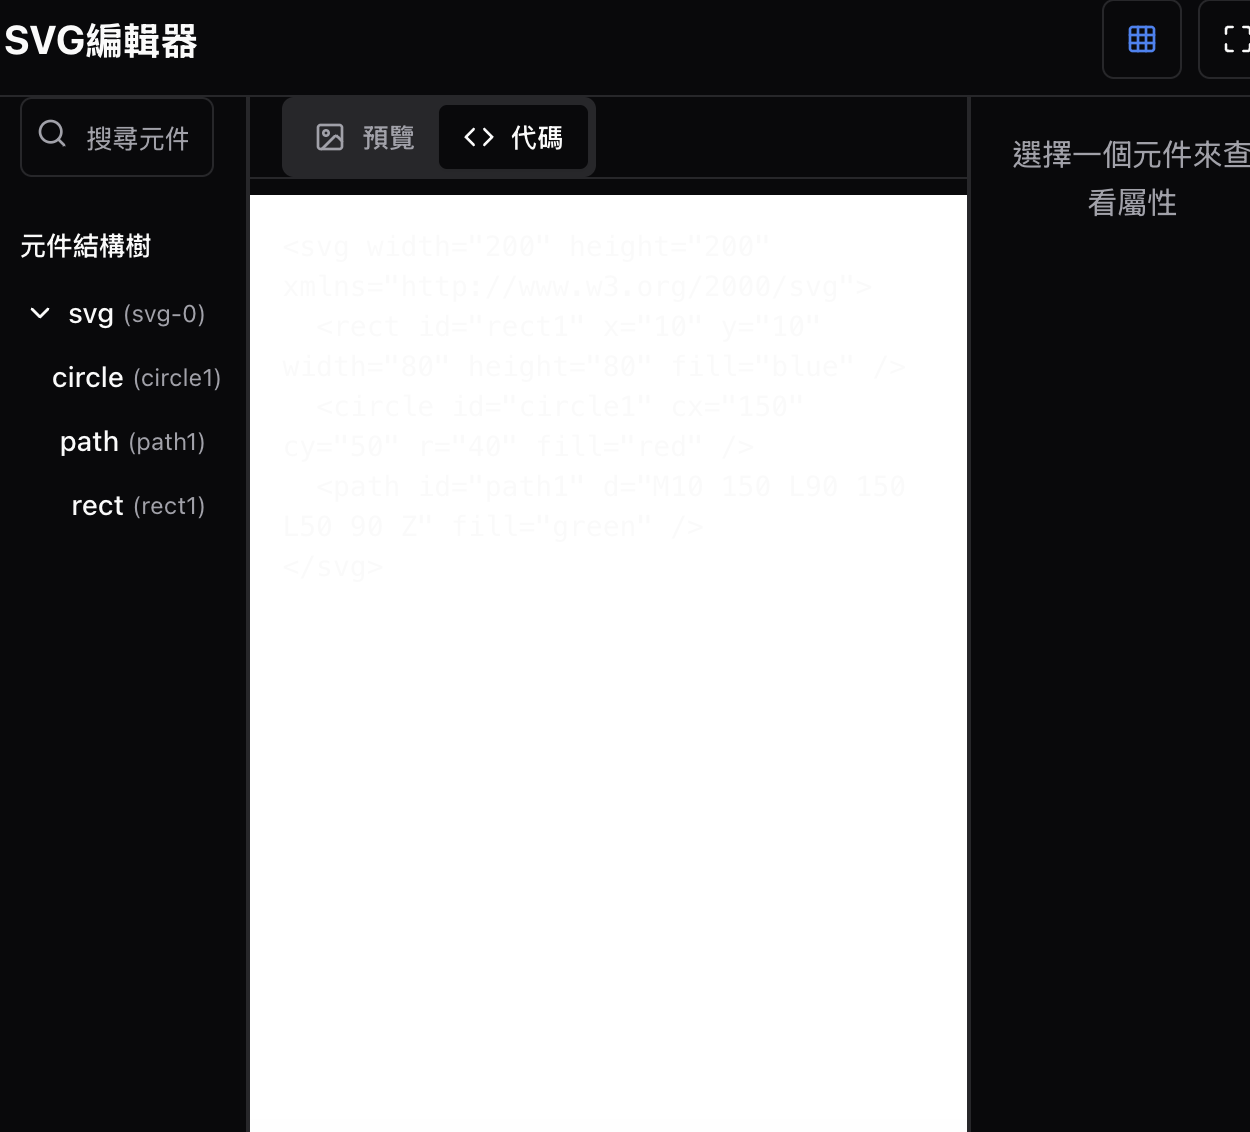 SVG編輯器
搜尋元件
元件結構樹
svg (svg-0)
circle (circle1)
path (path1)
rect (rect1)
預覽
代碼
<svg width="200" height="200"
xmlns="http://www.w3.org/2000/svg">
  <rect id="rect1" x="10" y="10"
width="80" height="80" fill="blue" />
  <circle id="circle1" cx="150"
cy="50" r="40" fill="red" />
  <path id="path1" d="M10 150 L90 150
L50 90 Z" fill="green" />
</svg>
選擇一個元件來查
看屬性